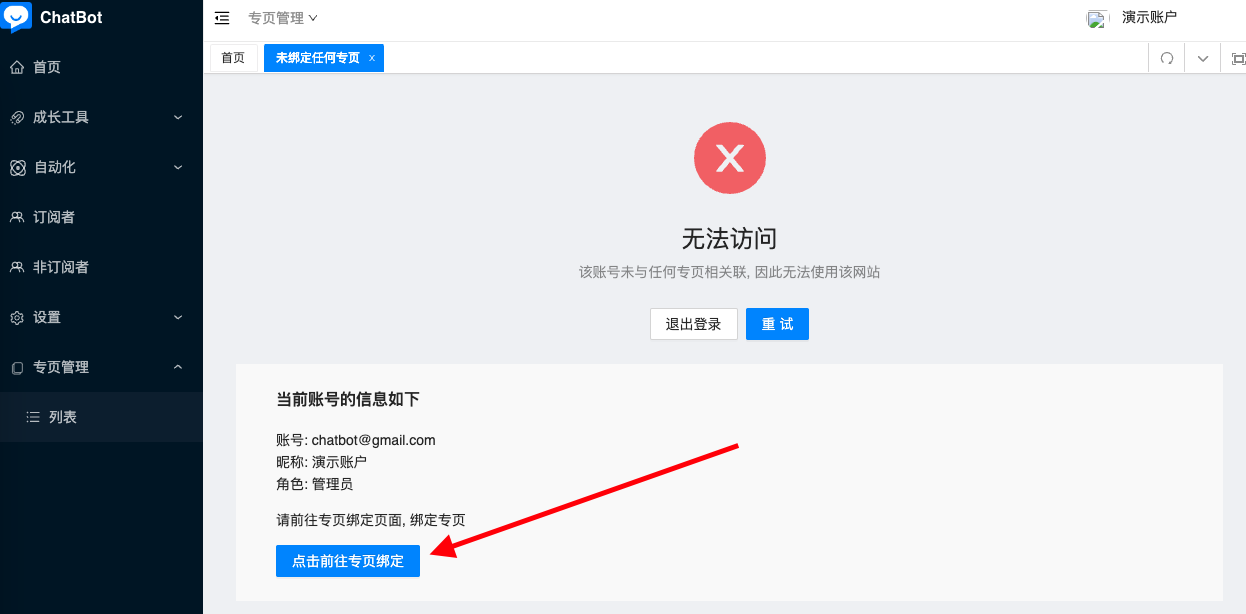 ChatBot
首页
成长工具
自动化
订阅者
非订阅者
设置
专页管理
列表
专页管理
演示账户
首页
未绑定任何专页 x
无法访问
该账号未与任何专页相关联, 因此无法使用该网站
退出登录
重 试
当前账号的信息如下
账号: chatbot@gmail.com
昵称: 演示账户
角色: 管理员
请前往专页绑定页面, 绑定专页
点击前往专页绑定